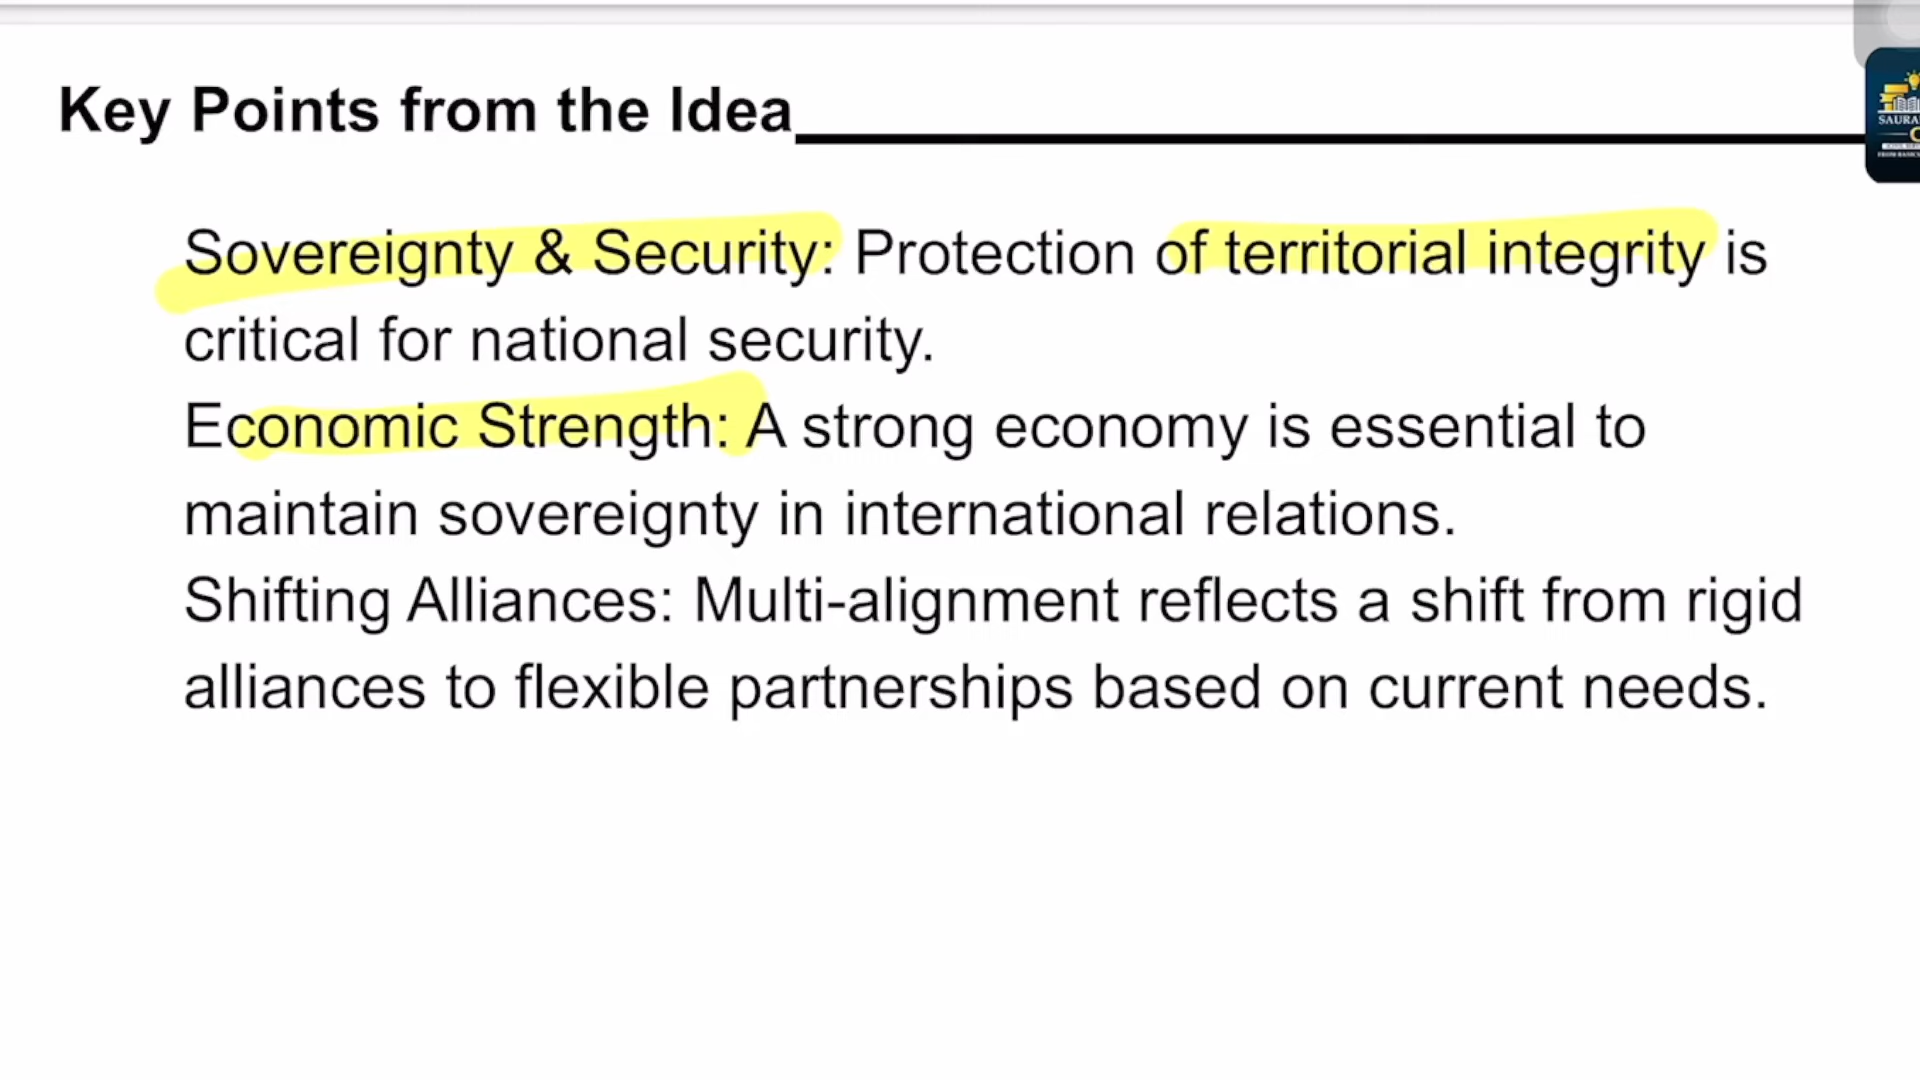 Key Points from the Idea
Sovereignty & Security: Protection of territorial integrity is
critical for national security.
Economic Strength: A strong economy is essential to
maintain sovereignty in international relations.
Shifting Alliances: Multi-alignment reflects a shift from rigid
alliances to flexible partnerships based on current needs.